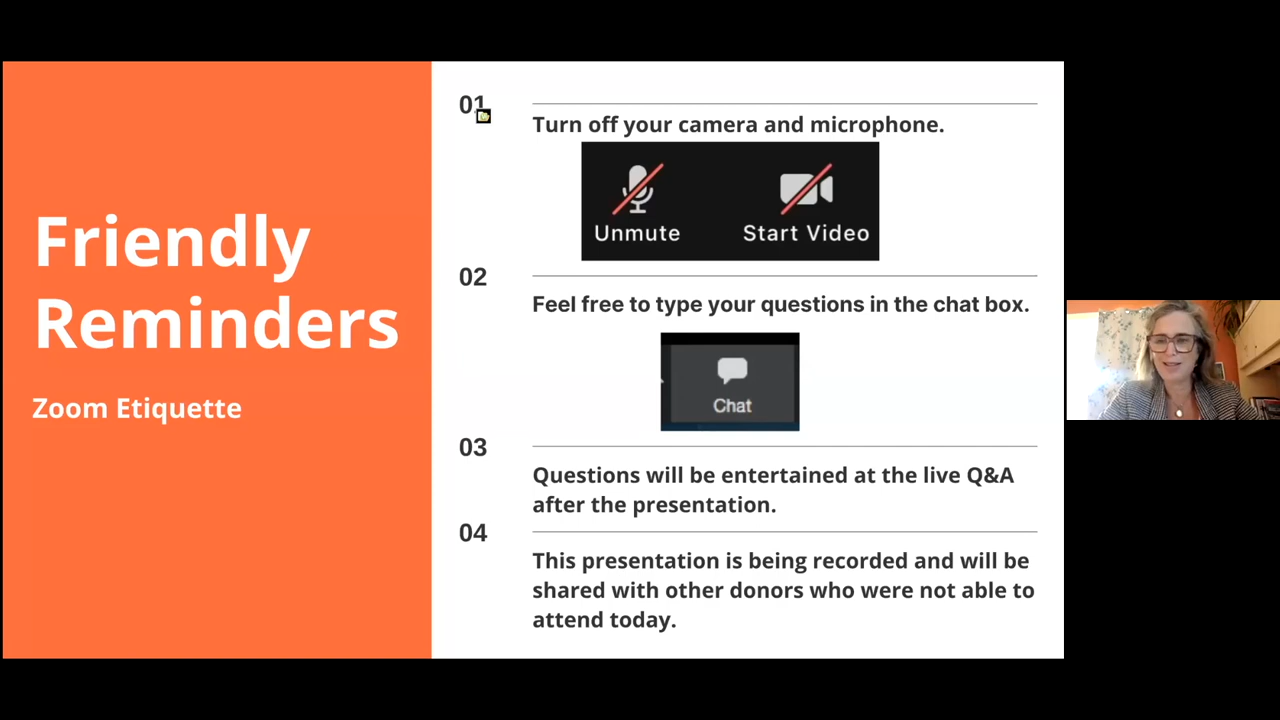 Friendly
Reminders
Zoom Etiquette
01
Turn off your camera and microphone.
Unmute
Start Video
02
Feel free to type your questions in the chat box.
Chat
03
Questions will be entertained at the live Q&A
after the presentation.
04
This presentation is being recorded and will be
shared with other donors who were not able to
attend today.